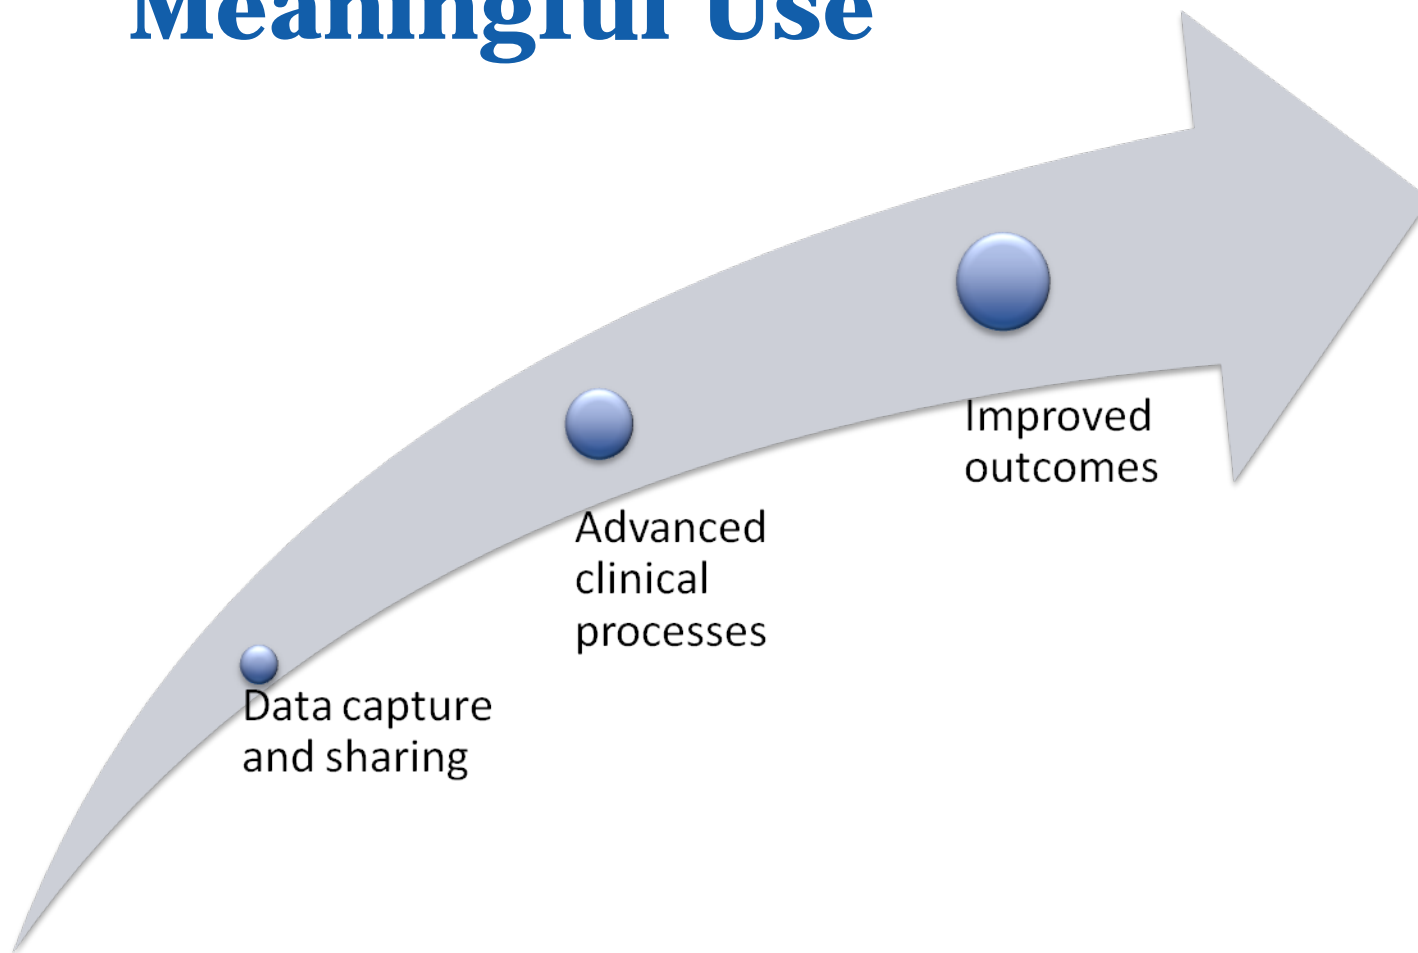 Meaningful Use
Improved
outcomes
Advanced
clinical
processes
Data capture
and sharing